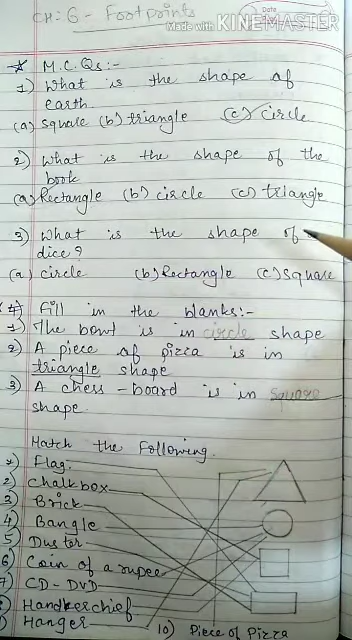 CH:-6- Footprints
Date
Made with KINEMASTER
M.C.Qs:-
1) What is the shape of
earth
(a) square (b) triangle (c) circle
2) What is the shape of the
book
(a) Rectangle (b) circle (c) triangle
3) What is the shape of
dice?
(a) circle (b) Rectangle (c) Square
Fill in the blanks:-
1) The bowl is in circle shape
2) A piece of pizza is in
triangle shape
3) A chess-board is in square
shape.
Match the Following.
Flag.
2) Chalkbox
3) Brick
4) Bangle
5) Duster
6) Coin of a rupee
7) CD-DVD
Handkerchief
Hanger
10) Piece of Pizza